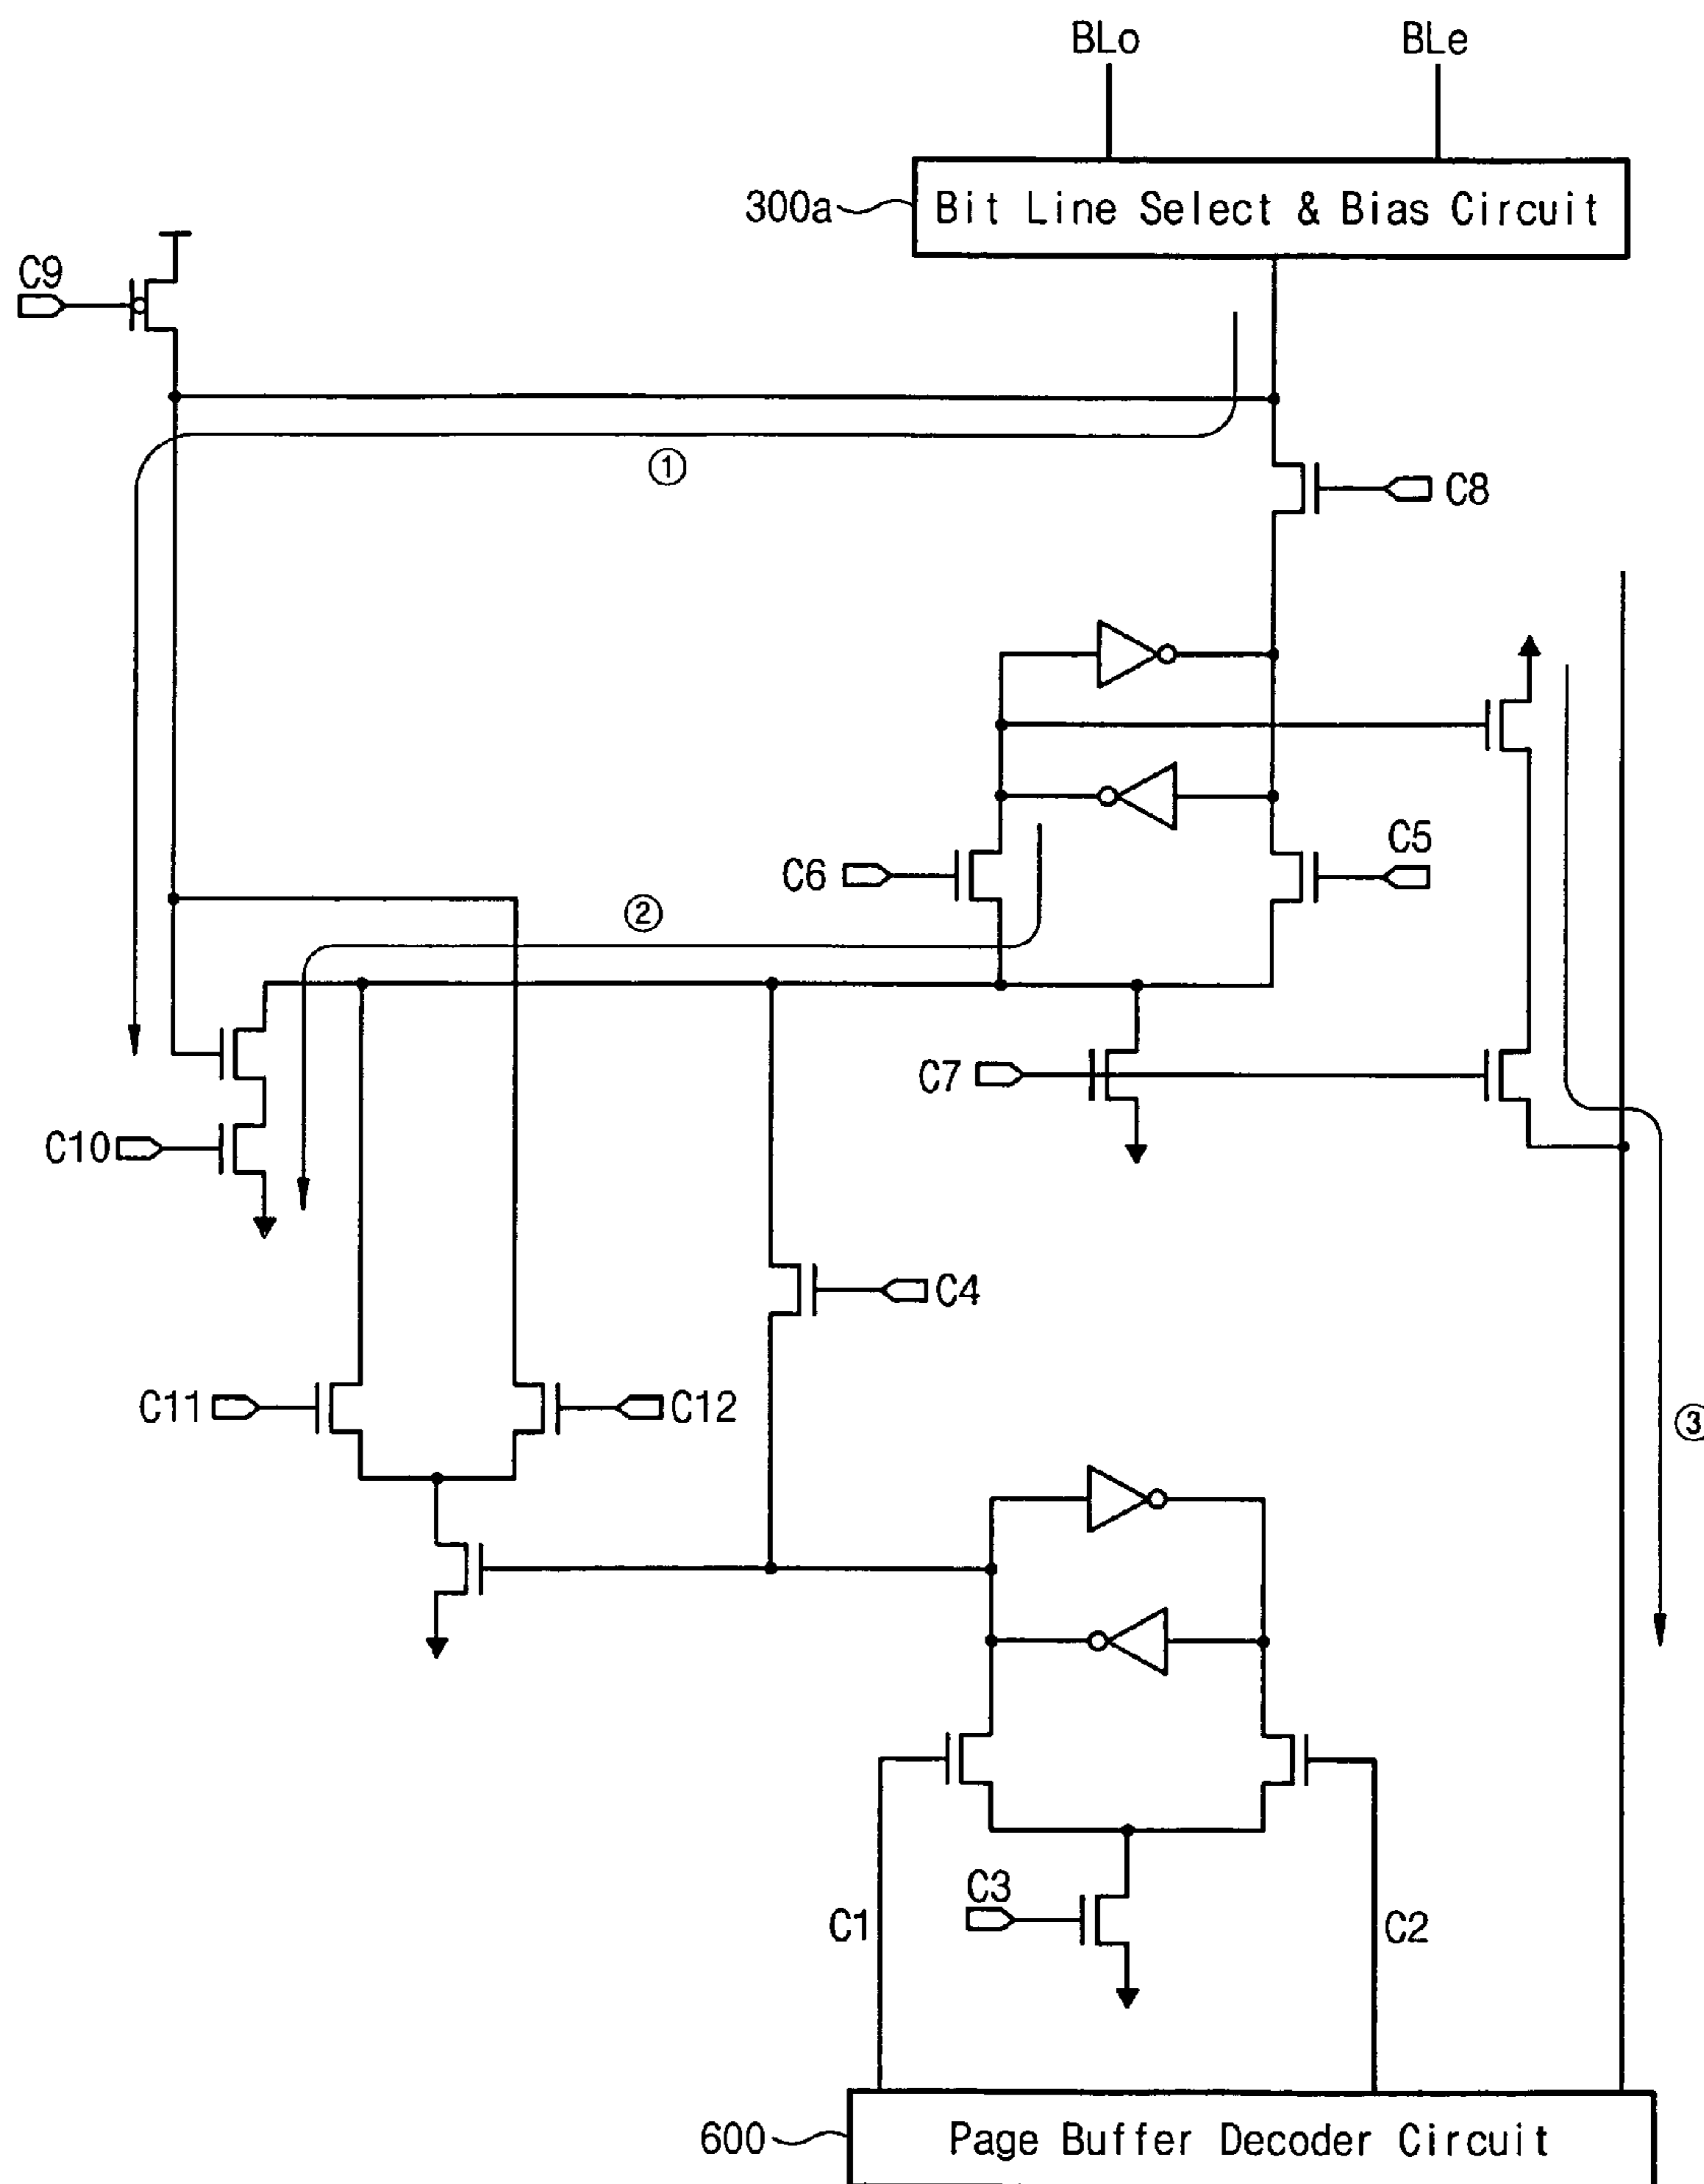 BLo
BLe
300a
Bit Line Select & Bias Circuit
C9
①
C8
C5
C6
②
C7
C10
C4
C11
C12
③
C3
C1
C2
600
Page Buffer Decoder Circuit